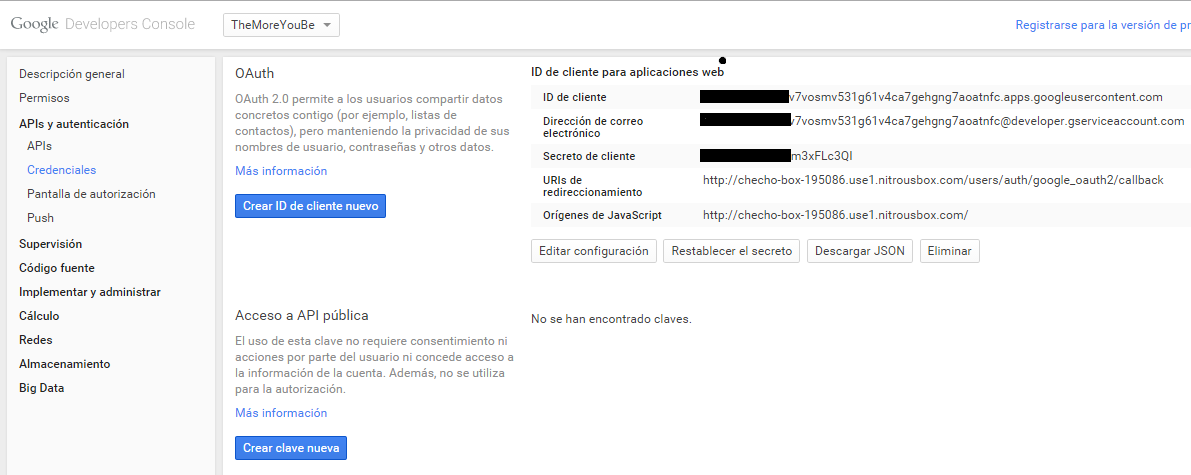 Google Developers Console
TheMoreYouBe
Registrarse para la versión de pr
Descripción general
Permisos
APIs y autenticación
APIs
Credenciales
Pantalla de autorización
Push
Supervisión
Código fuente
Implementar y administrar
Cálculo
Redes
Almacenamiento
Big Data
OAuth
OAuth 2.0 permite a los usuarios compartir datos
concretos contigo (por ejemplo, listas de
contactos), pero manteniendo la privacidad de sus
nombres de usuario, contraseñas y otros datos.
Más información
Crear ID de cliente nuevo
ID de cliente para aplicaciones web
ID de cliente v7vosmv531g61v4ca7gehgng7aoatnfc.apps.googleusercontent.com
Dirección de correo
electrónico
v7vosmv531g61v4ca7gehgng7aoatnfc@developer.gserviceaccount.com
Secreto de cliente m3xFLc3QI
URIs de
redireccionamiento
http://checho-box-195086.use1.nitrousbox.com/users/auth/google_oauth2/callback
Orígenes de JavaScript http://checho-box-195086.use1.nitrousbox.com/
Editar configuración Restablecer el secreto Descargar JSON Eliminar
Acceso a API pública
El uso de esta clave no requiere consentimiento ni
acciones por parte del usuario ni concede acceso a
la información de la cuenta. Además, no se utiliza
para la autorización.
Más información
Crear clave nueva
No se han encontrado claves.